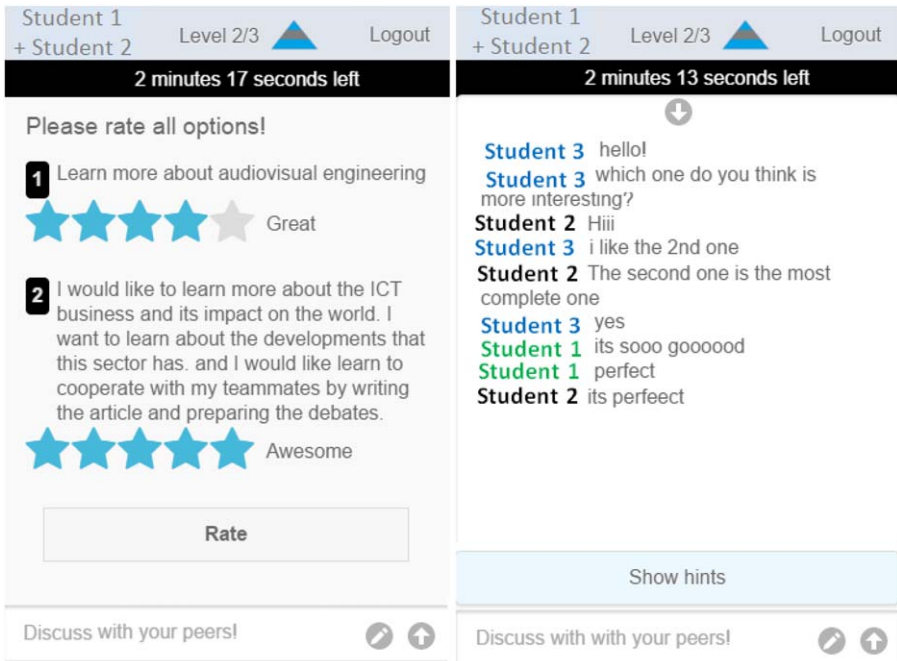 Student 1
+ Student 2
Level 2/3
Logout
2 minutes 17 seconds left
Please rate all options!
1
Learn more about audiovisual engineering
Great
2
I would like to learn more about the ICT
business and its impact on the world. I
want to learn about the developments that
this sector has. and I would like learn to
cooperate with my teammates by writing
the article and preparing the debates.
Awesome
Rate
Discuss with your peers!
Student 1
+ Student 2
Level 2/3
Logout
2 minutes 13 seconds left
Student 3 hello!
Student 3 which one do you think is
more interesting?
Student 2 Hiii
Student 3 i like the 2nd one
Student 2 The second one is the most
complete one
Student 3 yes
Student 1 its sooo goooood
Student 1 perfect
Student 2 its perfeect
Show hints
Discuss with with your peers!